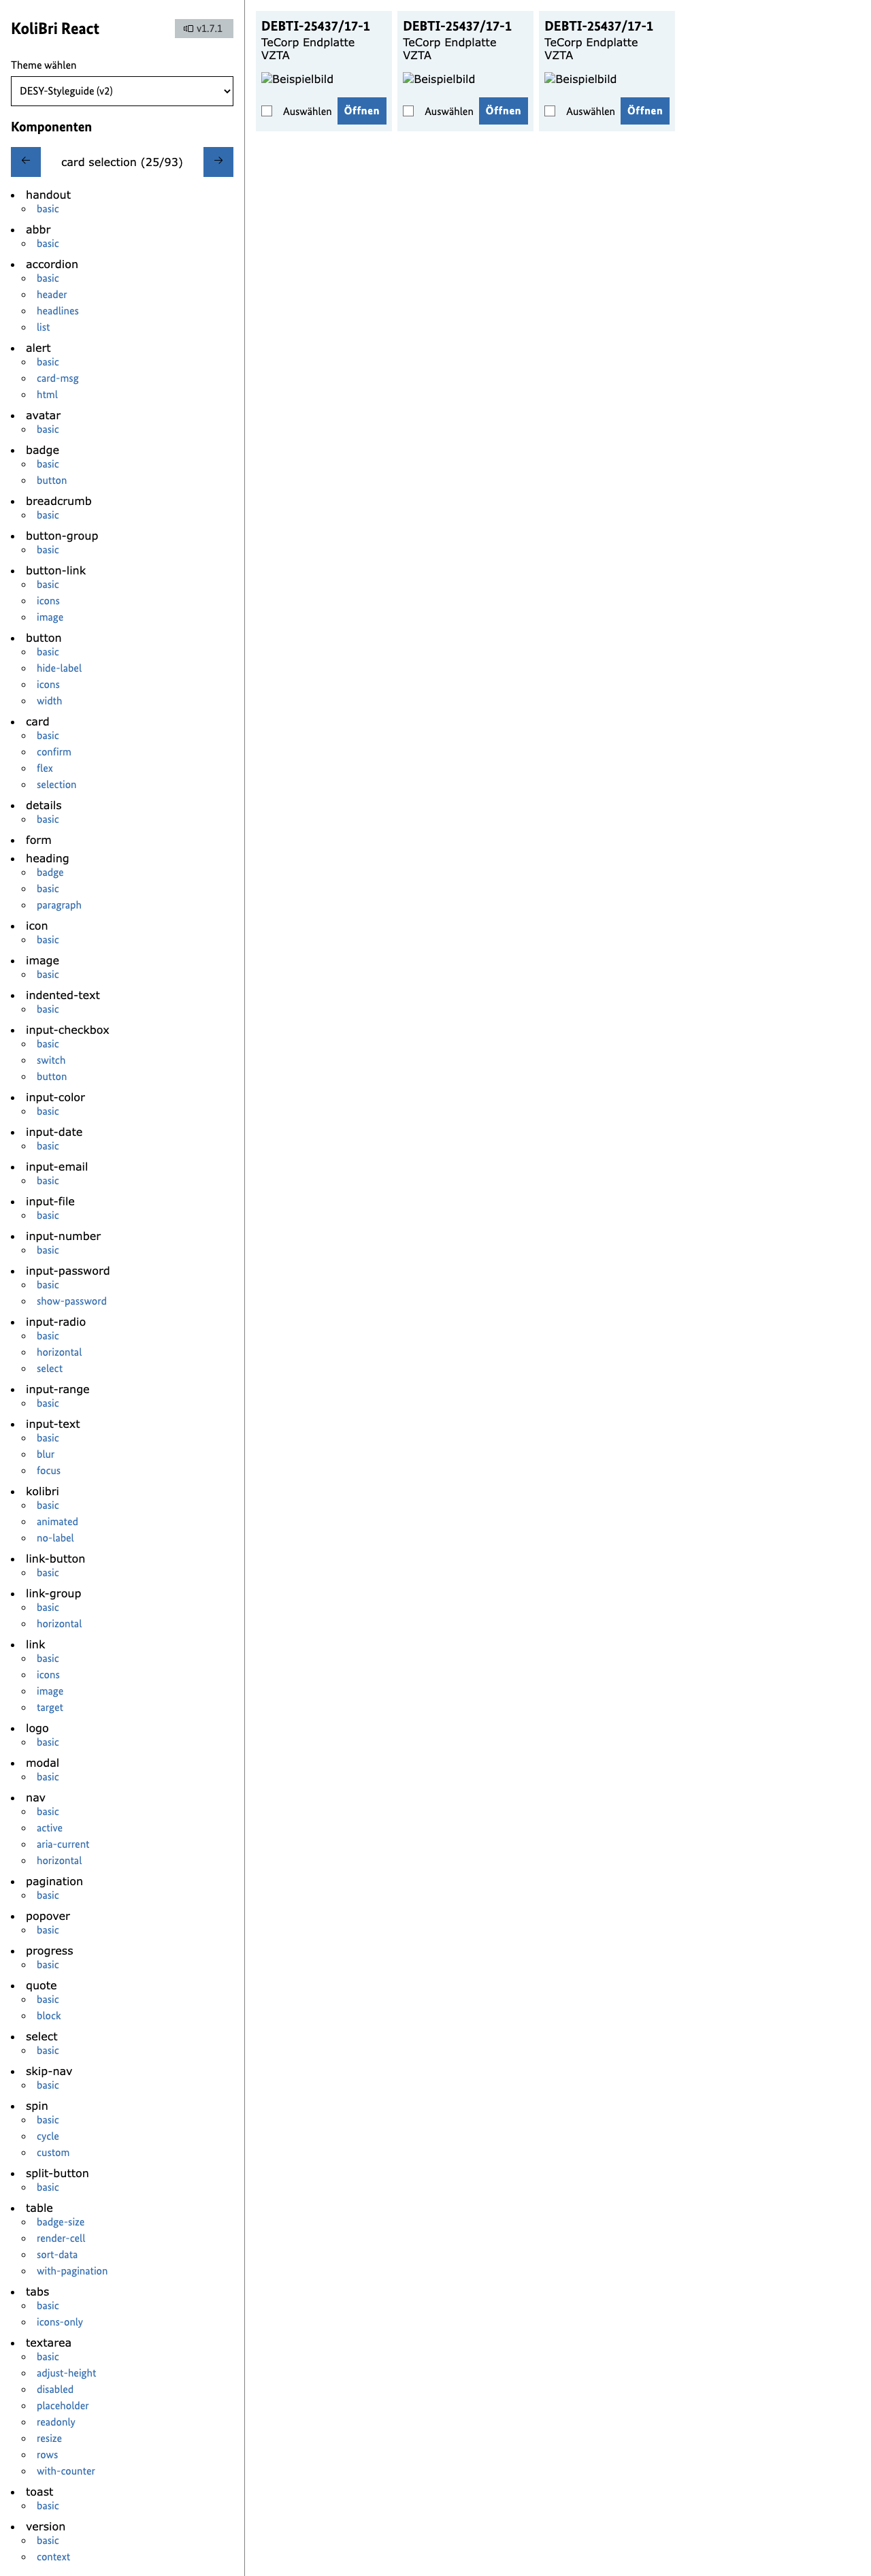 KoliBri React
v1.7.1
Theme wählen
DESY-Styleguide (v2)
Komponenten
← card selection (25/93) →
handout
basic
abbr
basic
accordion
basic
header
headlines
list
alert
basic
card-msg
html
avatar
basic
badge
basic
button
breadcrumb
basic
button-group
basic
button-link
basic
icons
image
button
basic
hide-label
icons
width
card
basic
confirm
flex
selection
details
basic
form
heading
badge
basic
paragraph
icon
basic
image
basic
indented-text
basic
input-checkbox
basic
switch
button
input-color
basic
input-date
basic
input-email
basic
input-file
basic
input-number
basic
input-password
basic
show-password
input-radio
basic
horizontal
select
input-range
basic
input-text
basic
blur
focus
kolibri
basic
animated
no-label
link-button
basic
link-group
basic
horizontal
link
basic
icons
image
target
logo
basic
modal
basic
nav
basic
active
aria-current
horizontal
pagination
basic
popover
basic
progress
basic
quote
basic
block
select
basic
skip-nav
basic
spin
basic
cycle
custom
split-button
basic
table
badge-size
render-cell
sort-data
with-pagination
tabs
basic
icons-only
textarea
basic
adjust-height
disabled
placeholder
readonly
resize
rows
with-counter
toast
basic
version
basic
context
DEBTI-25437/17-1
TeCorp Endplatte
VZTA
Beispielbild
Auswählen Öffnen
DEBTI-25437/17-1
TeCorp Endplatte
VZTA
Beispielbild
Auswählen Öffnen
DEBTI-25437/17-1
TeCorp Endplatte
VZTA
Beispielbild
Auswählen Öffnen